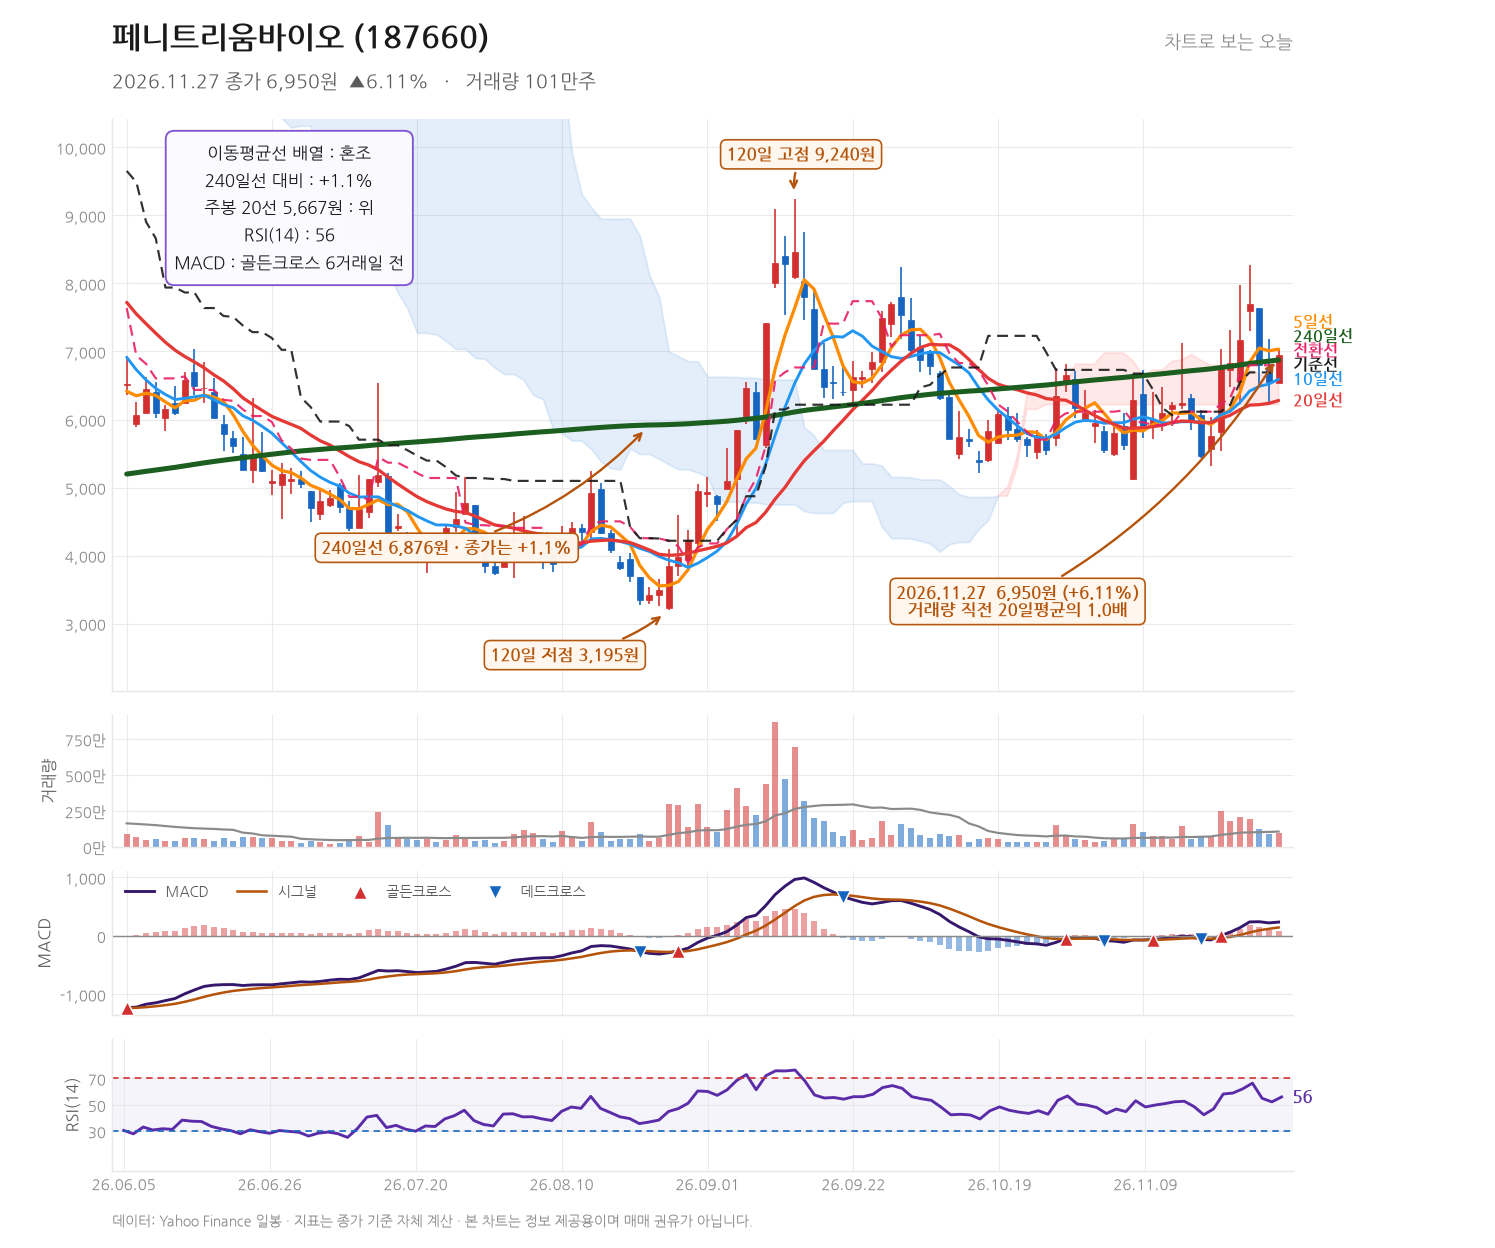 페니트리움바이오 (187660)
차트로 보는 오늘
2026.11.27 종가 6,950원 ▲6.11% · 거래량 101만주
이동평균선 배열 : 혼조
240일선 대비 : +1.1%
주봉 20선 5,667원 : 위
RSI(14) : 56
MACD : 골든크로스 6거래일 전
120일 고점 9,240원
10,000
9,000
8,000
7,000
6,000
5,000
4,000
3,000
5일선
240일선
전환선
기준선
10일선
20일선
240일선 6,876원 · 종가는 +1.1%
2026.11.27 6,950원 (+6.11%)
거래량 직전 20일평균의 1.0배
120일 저점 3,195원
거래량
750만
500만
250만
0만
MACD
1,000
0
-1,000
MACD
시그널
골든크로스
데드크로스
RSI(14)
70
50
30
56
26.06.05
26.06.26
26.07.20
26.08.10
26.09.01
26.09.22
26.10.19
26.11.09
데이터: Yahoo Finance 일봉 · 지표는 종가 기준 자체 계산 · 본 차트는 정보 제공용이며 매매 권유가 아닙니다.